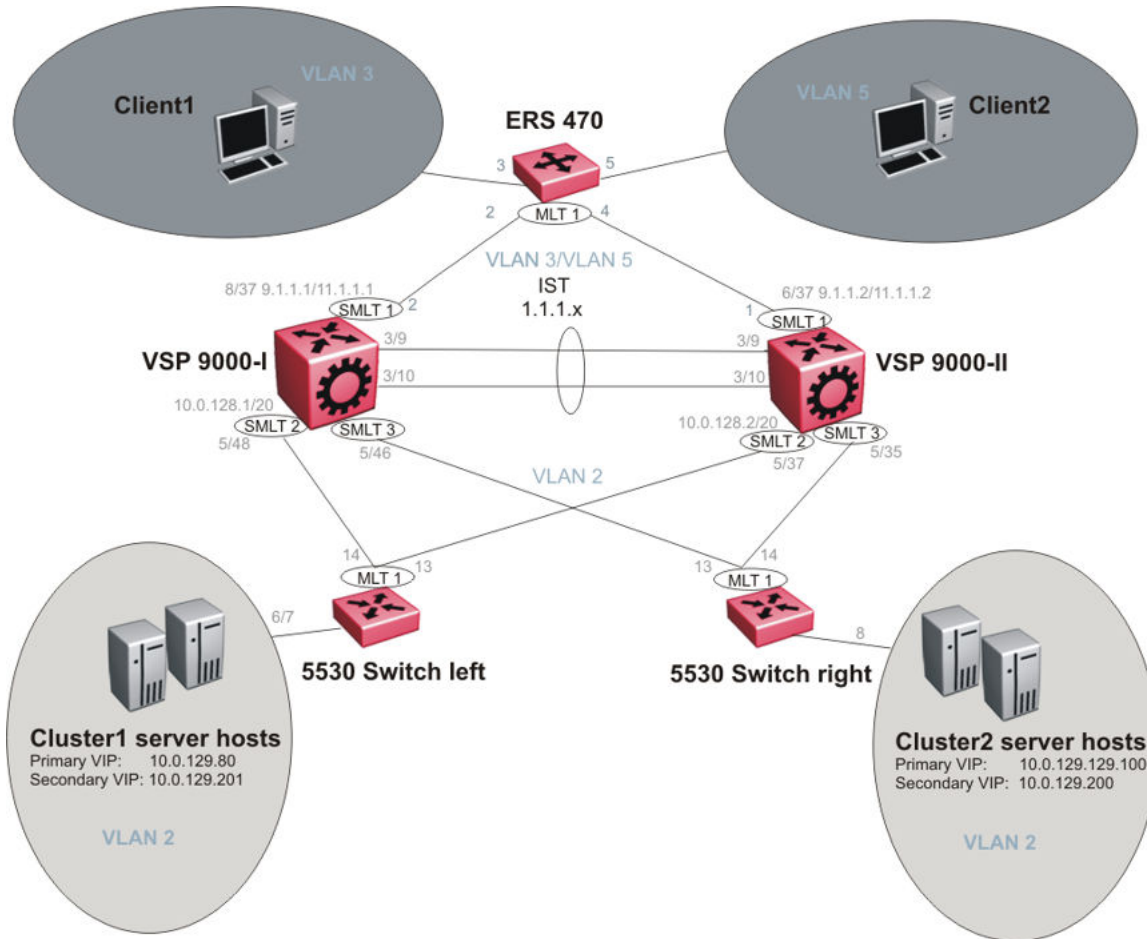 VLAN 3
Client1
VLAN 5
Client2
ERS 470
3
5
2
MLT 1
4
VLAN 3/VLAN 5
IST
1.1.1.x
8/37 9.1.1.1/11.1.1.1
SMLT 1
2
6/37 9.1.1.2/11.1.1.2
1
SMLT 1
VSP 9000-I
3/9
3/9
VSP 9000-II
3/10
3/10
10.0.128.1/20
SMLT 2
SMLT 3
5/48
5/46
10.0.128.2/20
SMLT 2
SMLT 3
5/37
5/35
VLAN 2
14
13
MLT 1
14
13
MLT 1
6/7
8
5530 Switch left
5530 Switch right
Cluster1 server hosts
Primary VIP: 10.0.129.80
Secondary VIP: 10.0.129.201
VLAN 2
Cluster2 server hosts
Primary VIP: 10.0.129.129.100
Secondary VIP: 10.0.129.200
VLAN 2